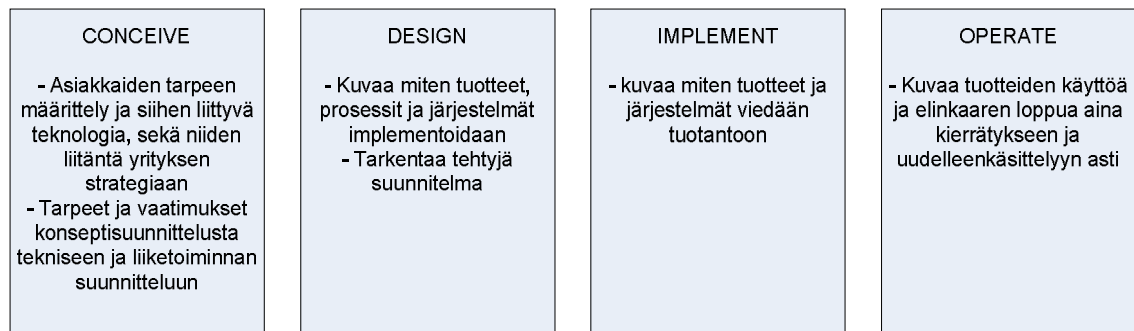 CONCEIVE
- Asiakkaiden tarpeen
määrittely ja siihen liittyvä
teknologia, sekä niiden
liitäntä yrityksen
strategiaan
- Tarpeet ja vaatimukset
konseptisuunnittelusta
tekniseen ja liiketoiminnan
suunnitteluun
DESIGN
- Kuvaa miten tuotteet,
prosessit ja järjestelmät
implementoidaan
- Tarkentaa tehtyjä
suunnitelma
IMPLEMENT
- kuvaa miten tuotteet ja
järjestelmät viedään
tuotantoon
OPERATE
- Kuvaa tuotteiden käyttöä
ja elinkaaren loppua aina
kierrätykseen ja
uudelleenkäsittelyyn asti